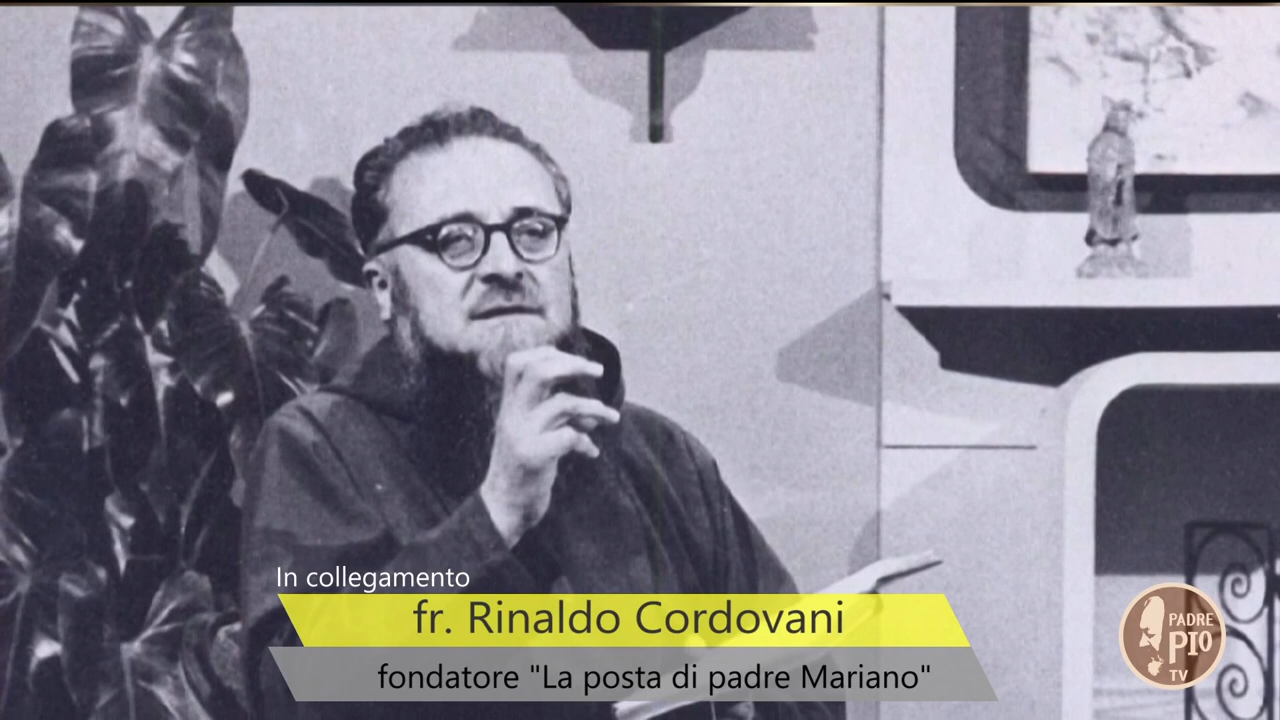 In collegamento
fr. Rinaldo Cordovani
fondatore "La posta di padre Mariano"
PADRE
PIO
TV